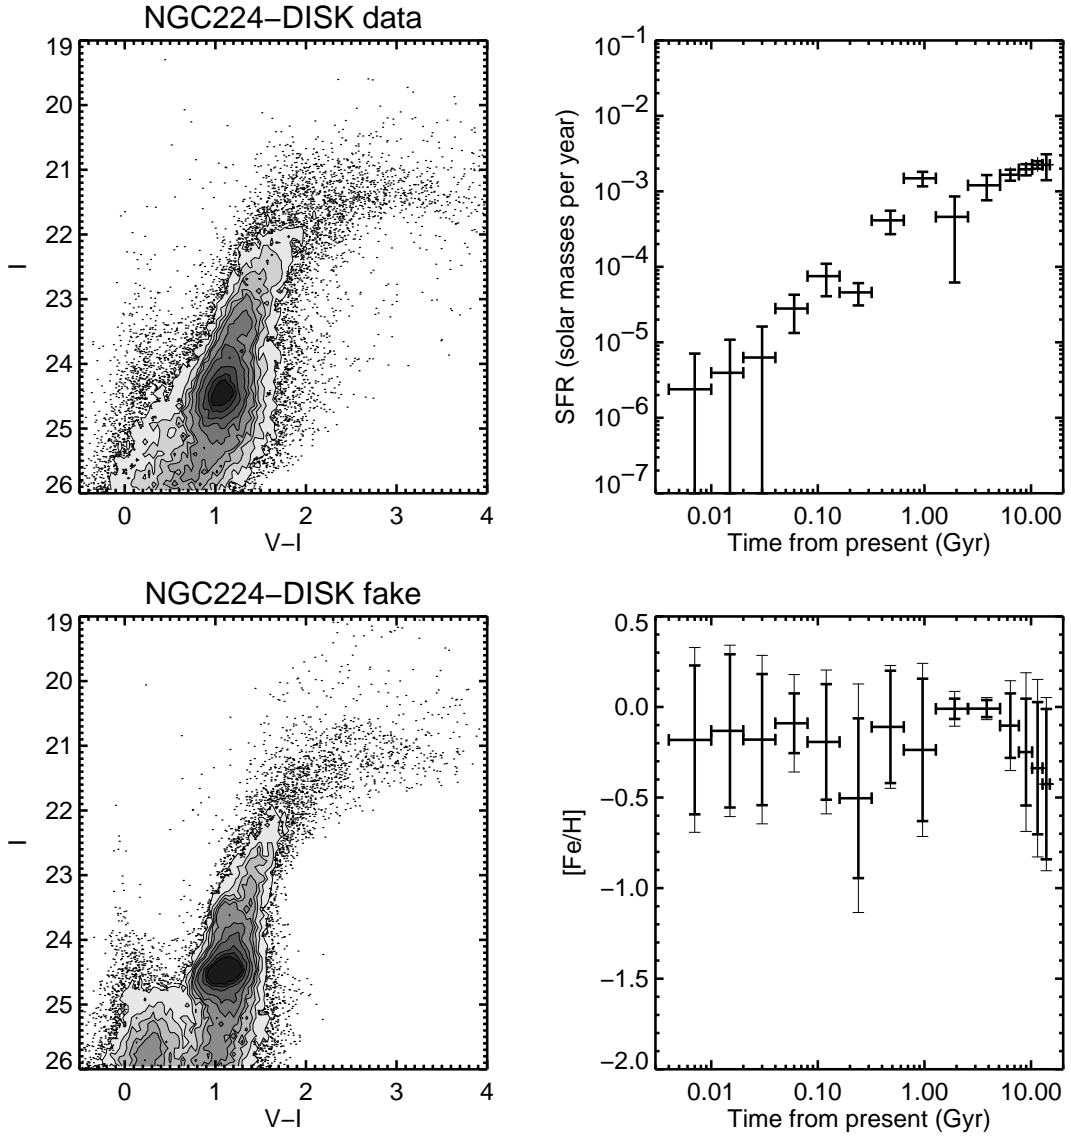 NGC224−DISK data
19
20
21
22
23
24
25
26
I
0 1 2 3 4
V−I
10−1
10−2
10−3
10−4
10−5
10−6
10−7
SFR (solar masses per year)
0.01 0.10 1.00 10.00
Time from present (Gyr)
NGC224−DISK fake
19
20
21
22
23
24
25
26
I
0 1 2 3 4
V−I
0.5
0.0
−0.5
−1.0
−1.5
−2.0
[Fe/H]
0.01 0.10 1.00 10.00
Time from present (Gyr)